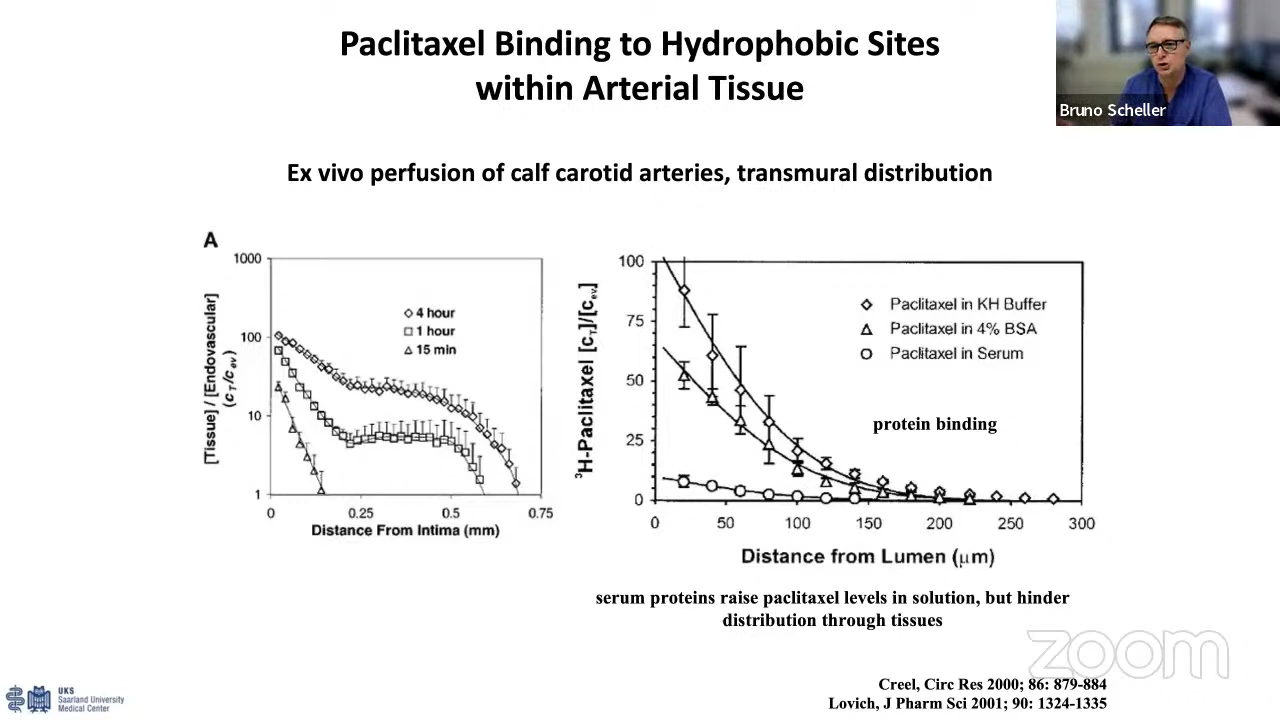 Paclitaxel Binding to Hydrophobic Sites
within Arterial Tissue
Bruno Scheller
Ex vivo perfusion of calf carotid arteries, transmural distribution
A
1000
100
10
1
[Tissue] / [Endovascular]
(cT/cev)
4 hour
1 hour
15 min
0 0.25 0.5 0.75
Distance From Intima (mm)
100
75
50
25
0
³H-Paclitaxel [cT]/[cev]
Paclitaxel in KH Buffer
Paclitaxel in 4% BSA
Paclitaxel in Serum
protein binding
0 50 100 150 200 250 300
Distance from Lumen (μm)
serum proteins raise paclitaxel levels in solution, but hinder
distribution through tissues
zoom
UKS
Saarland University
Medical Center
Creel, Circ Res 2000; 86: 879-884
Lovich, J Pharm Sci 2001; 90: 1324-1335